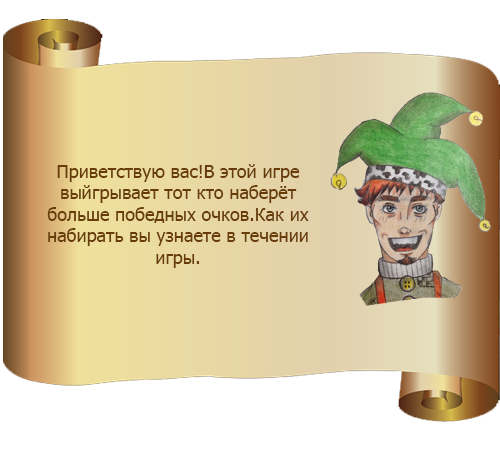 Приветствую вас!В этой игре
выйгрывает тот кто наберёт
больше победных очков.Как их
набирать вы узнаете в течении
игры.